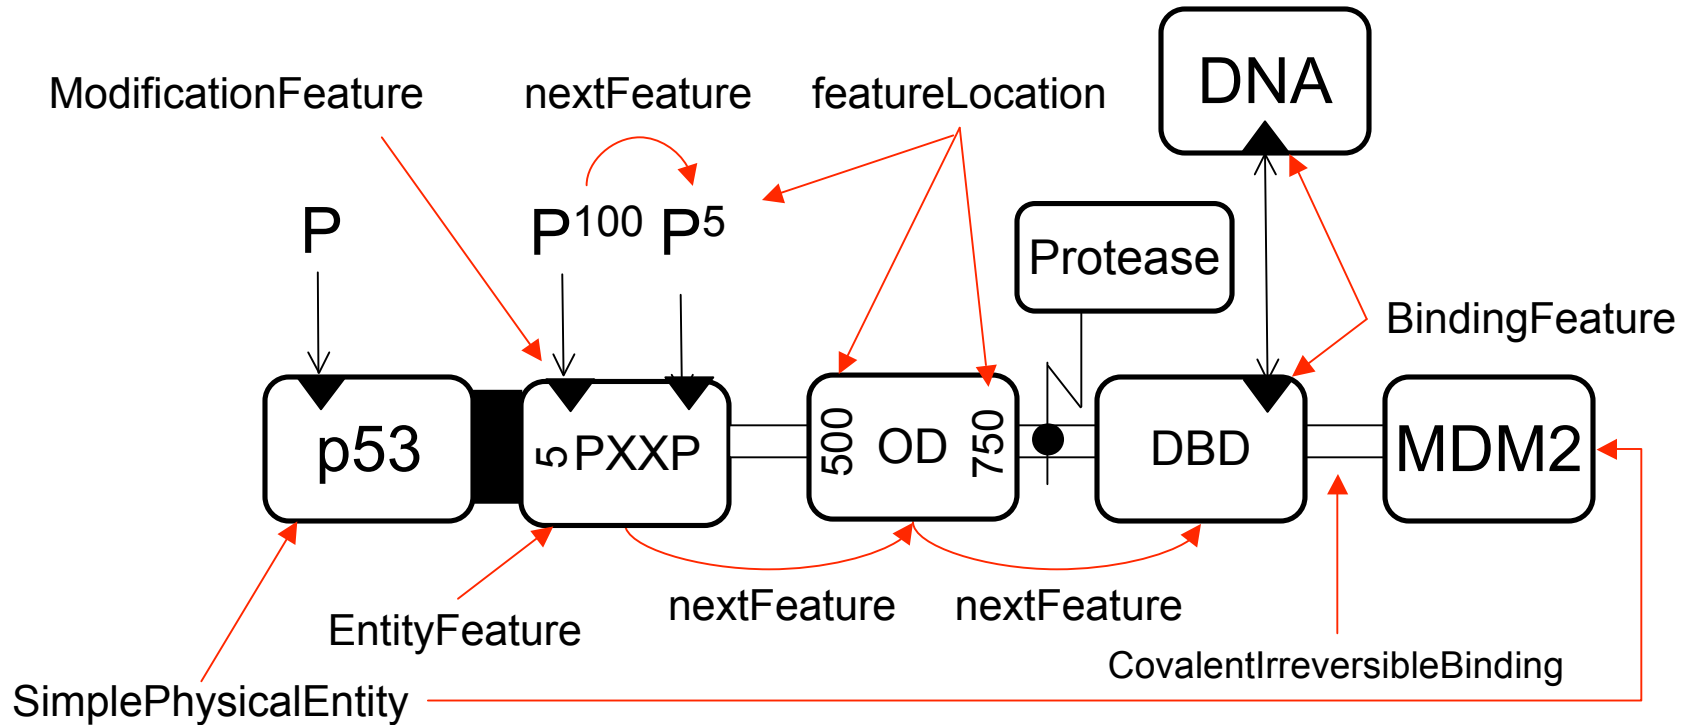 DNA
ModificationFeature
nextFeature
featureLocation
P
P100
P5
Protease
BindingFeature
p53
5
PXXP
500
OD
750
DBD
MDM2
nextFeature
nextFeature
EntityFeature
CovalentIrreversibleBinding
SimplePhysicalEntity